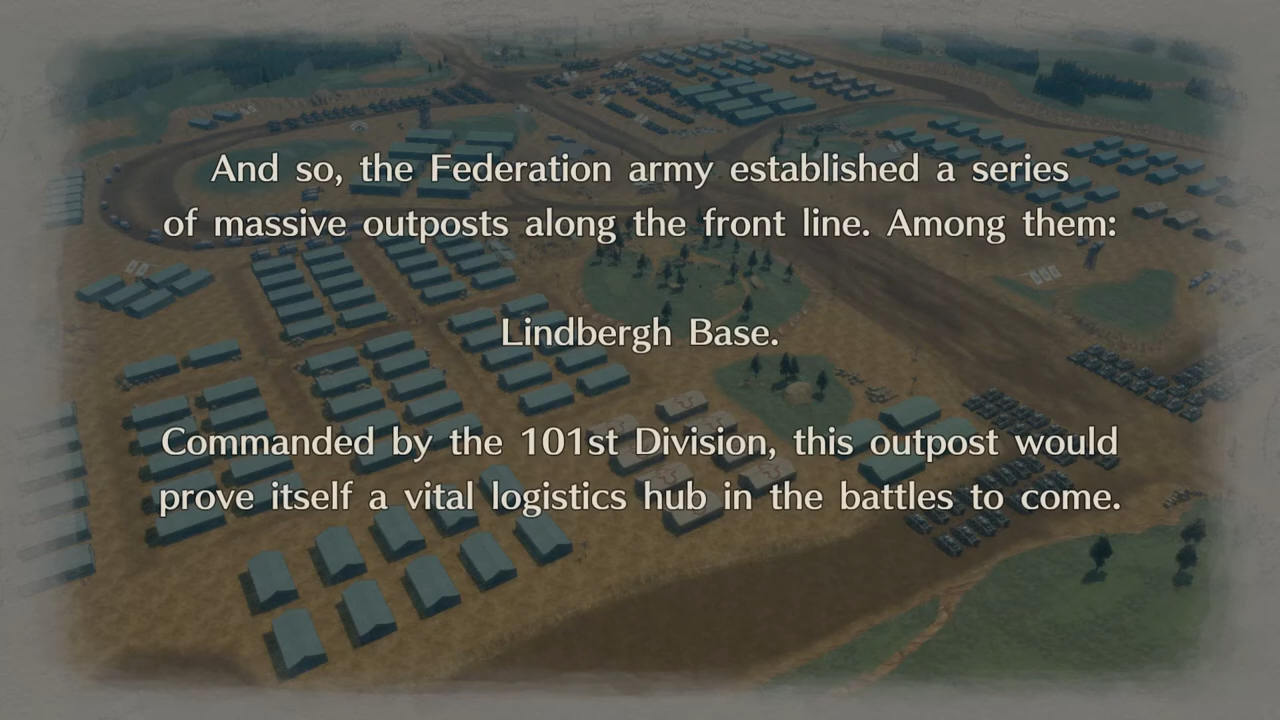 And so, the Federation army established a series
of massive outposts along the front line. Among them:
Lindbergh Base.
Commanded by the 101st Division, this outpost would
prove itself a vital logistics hub in the battles to come.